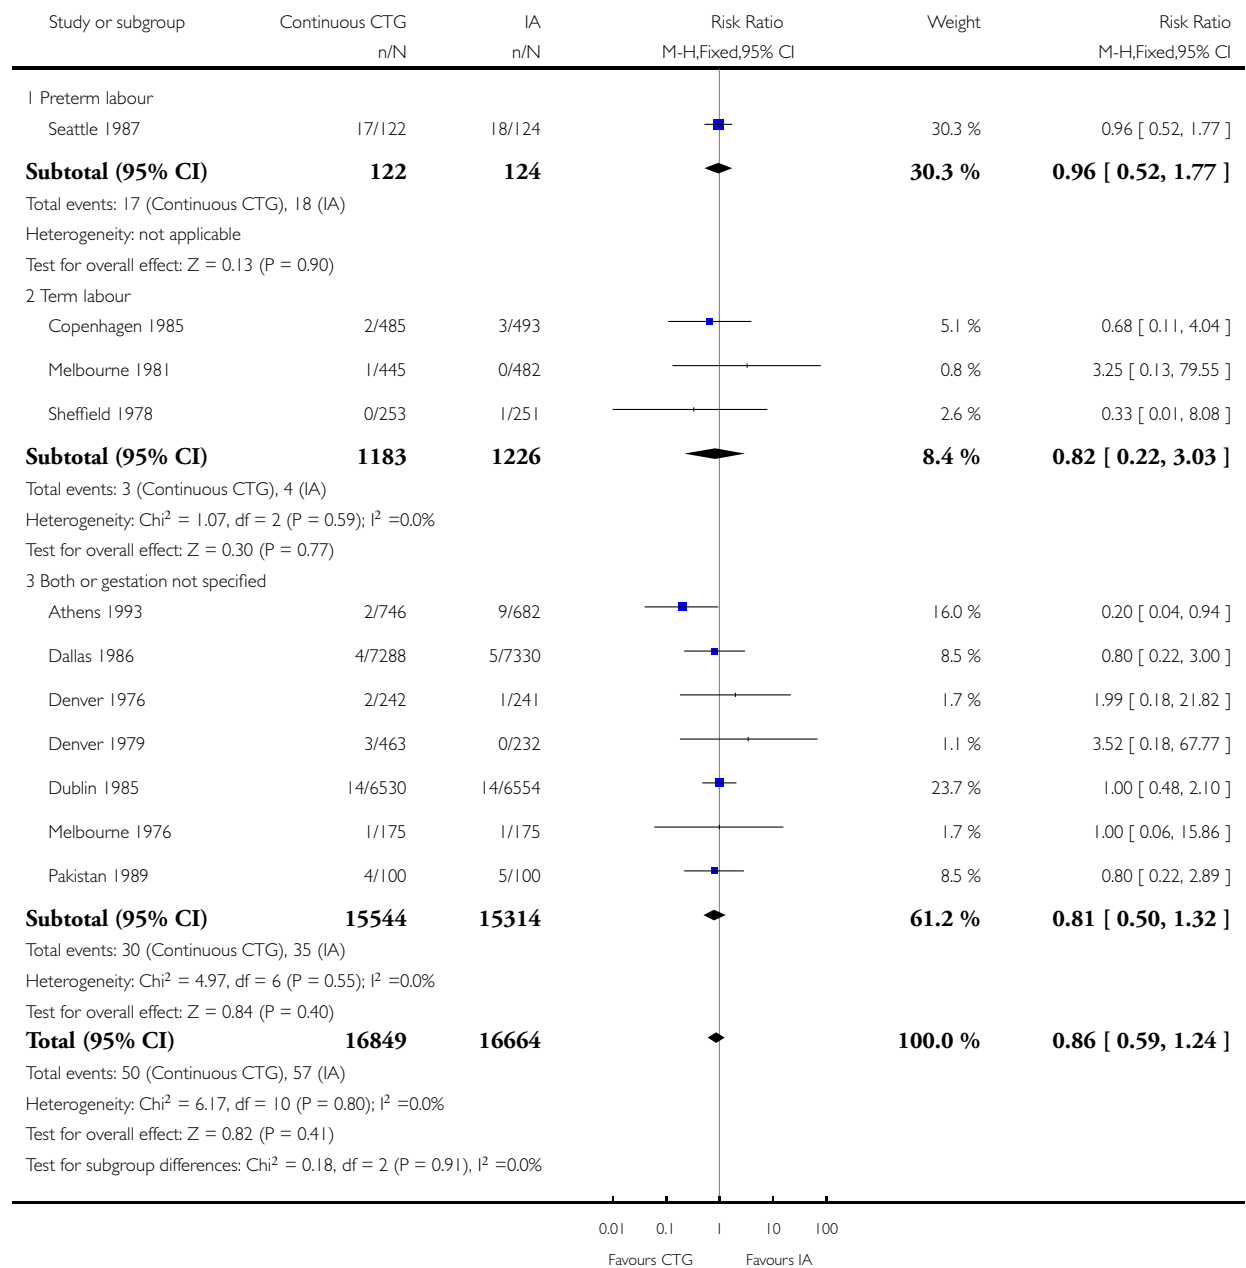 Study or subgroup Continuous CTG IA Risk Ratio Weight Risk Ratio
n/N n/N M-H,Fixed,95% CI M-H,Fixed,95% CI
1 Preterm labour
Seattle 1987 17/122 18/124 30.3 % 0.96 [ 0.52, 1.77 ]
Subtotal (95% CI) 122 124 30.3 % 0.96 [ 0.52, 1.77 ]
Total events: 17 (Continuous CTG), 18 (IA)
Heterogeneity: not applicable
Test for overall effect: Z = 0.13 (P = 0.90)
2 Term labour
Copenhagen 1985 2/485 3/493 5.1 % 0.68 [ 0.11, 4.04 ]
Melbourne 1981 1/445 0/482 0.8 % 3.25 [ 0.13, 79.55 ]
Sheffield 1978 0/253 1/251 2.6 % 0.33 [ 0.01, 8.08 ]
Subtotal (95% CI) 1183 1226 8.4 % 0.82 [ 0.22, 3.03 ]
Total events: 3 (Continuous CTG), 4 (IA)
Heterogeneity: Chi² = 1.07, df = 2 (P = 0.59); I² =0.0%
Test for overall effect: Z = 0.30 (P = 0.77)
3 Both or gestation not specified
Athens 1993 2/746 9/682 16.0 % 0.20 [ 0.04, 0.94 ]
Dallas 1986 4/7288 5/7330 8.5 % 0.80 [ 0.22, 3.00 ]
Denver 1976 2/242 1/241 1.7 % 1.99 [ 0.18, 21.82 ]
Denver 1979 3/463 0/232 1.1 % 3.52 [ 0.18, 67.77 ]
Dublin 1985 14/6530 14/6554 23.7 % 1.00 [ 0.48, 2.10 ]
Melbourne 1976 1/175 1/175 1.7 % 1.00 [ 0.06, 15.86 ]
Pakistan 1989 4/100 5/100 8.5 % 0.80 [ 0.22, 2.89 ]
Subtotal (95% CI) 15544 15314 61.2 % 0.81 [ 0.50, 1.32 ]
Total events: 30 (Continuous CTG), 35 (IA)
Heterogeneity: Chi² = 4.97, df = 6 (P = 0.55); I² =0.0%
Test for overall effect: Z = 0.84 (P = 0.40)
Total (95% CI) 16849 16664 100.0 % 0.86 [ 0.59, 1.24 ]
Total events: 50 (Continuous CTG), 57 (IA)
Heterogeneity: Chi² = 6.17, df = 10 (P = 0.80); I² =0.0%
Test for overall effect: Z = 0.82 (P = 0.41)
Test for subgroup differences: Chi² = 0.18, df = 2 (P = 0.91), I² =0.0%
0.01 0.1 1 10 100
Favours CTG Favours IA